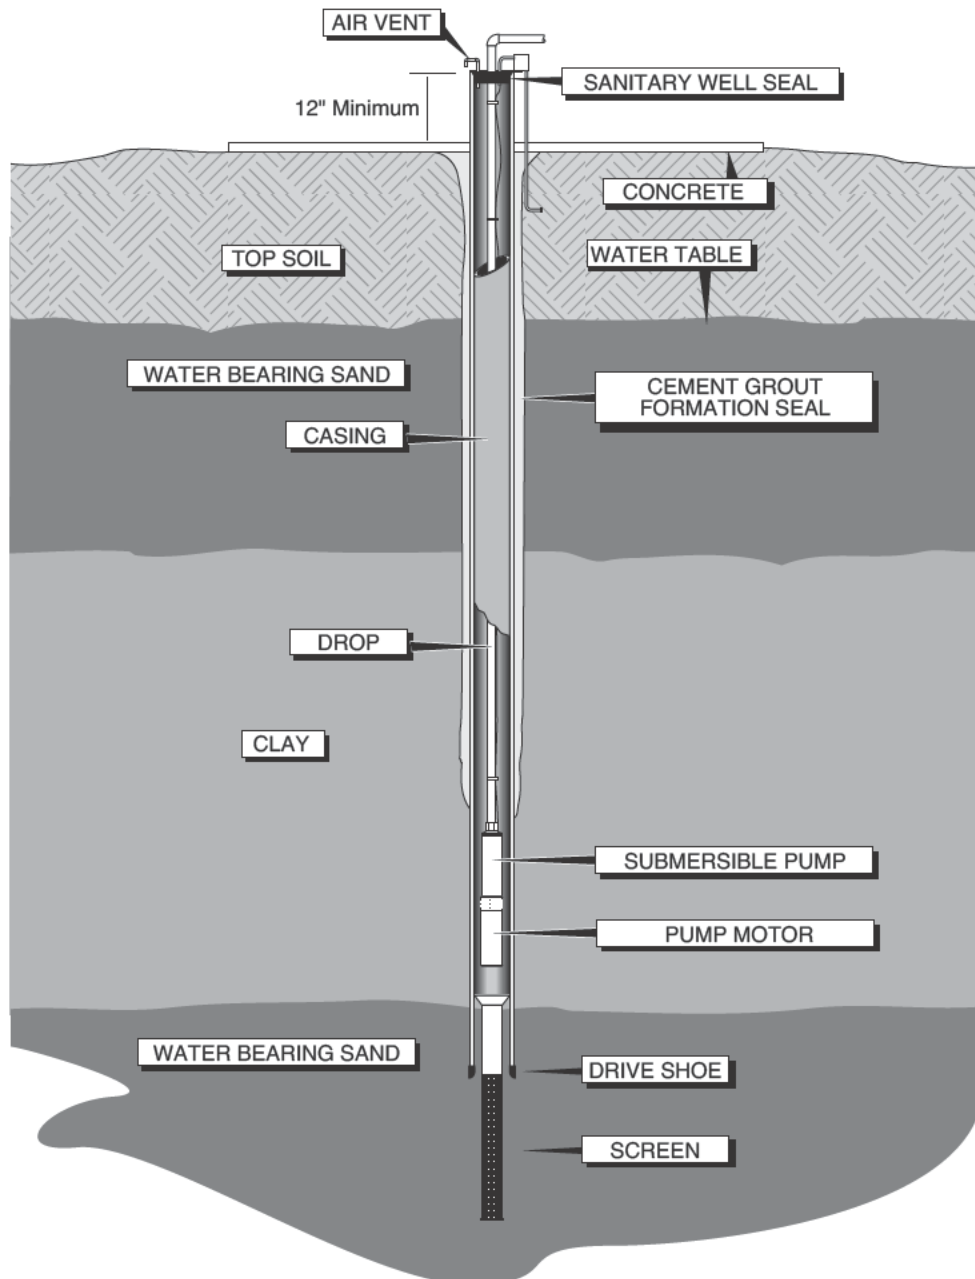 AIR VENT
SANITARY WELL SEAL
12" Minimum
CONCRETE
WATER TABLE
TOP SOIL
WATER BEARING SAND
CEMENT GROUT
FORMATION SEAL
CASING
DROP
CLAY
SUBMERSIBLE PUMP
PUMP MOTOR
WATER BEARING SAND
DRIVE SHOE
SCREEN